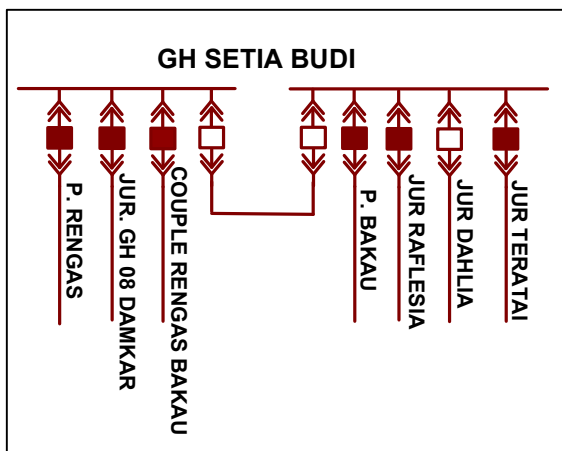 GH SETIA BUDI
P. RENGAS
JUR. GH 08 DAMKAR
COUPLE RENGAS BAKAU
P. BAKAU
JUR RAFLESIA
JUR DAHLIA
JUR TERATAI